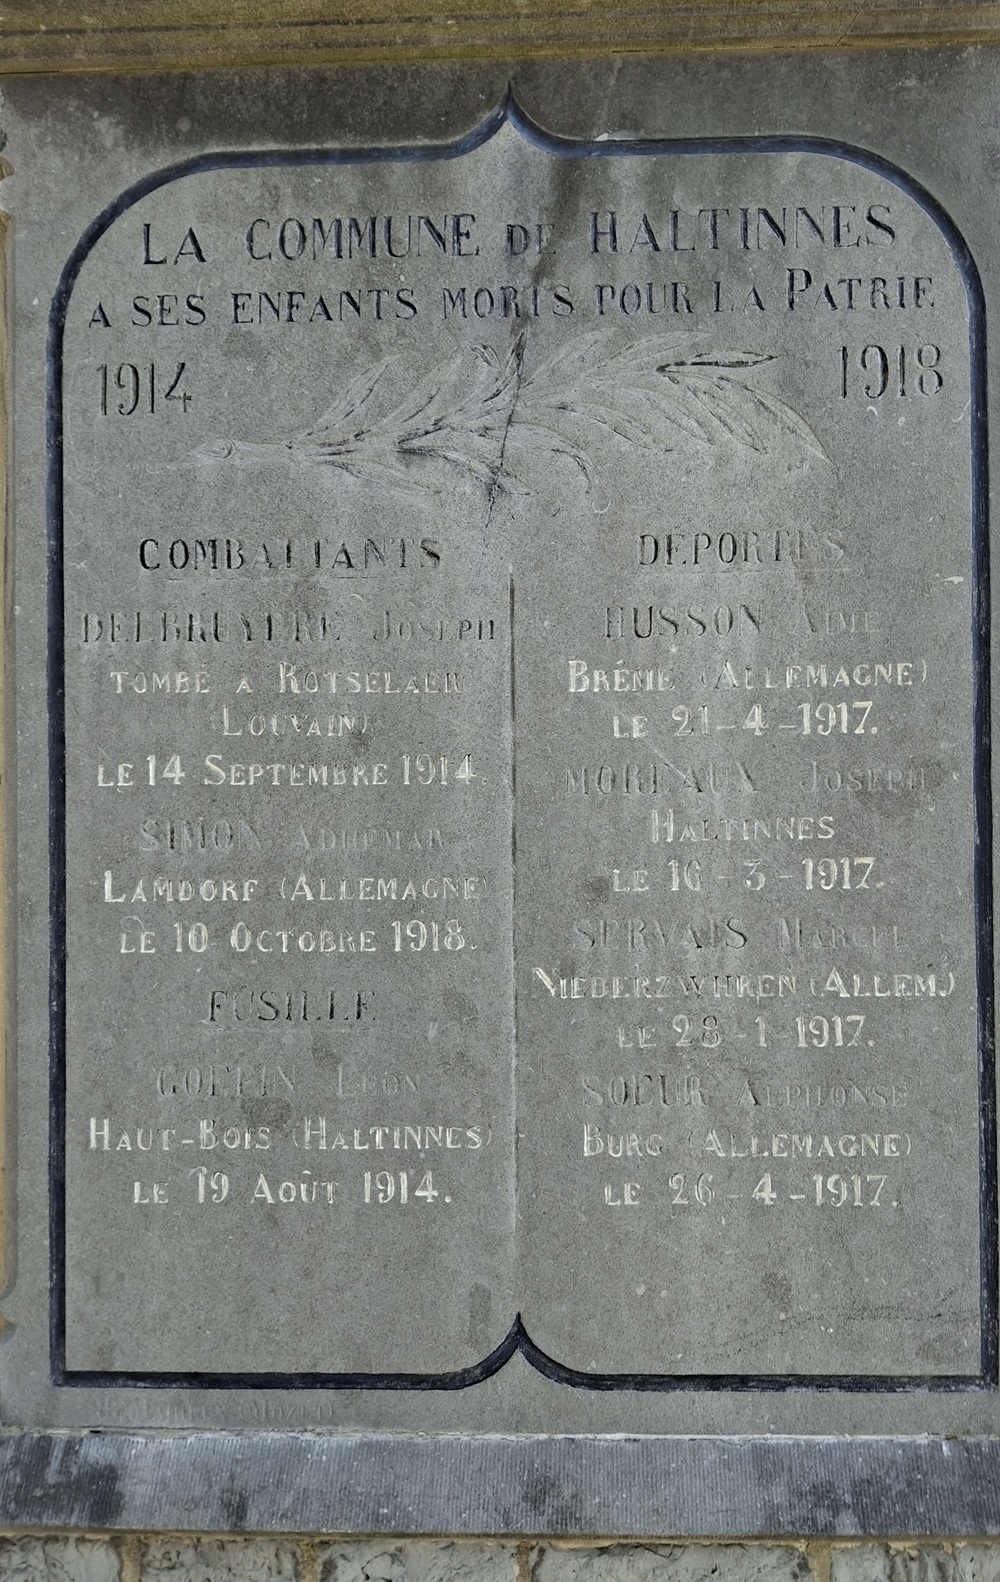 LA COMMUNE DE HALTINNES
A SES ENFANTS MORTS POUR LA PATRIE
1914 1918
COMBATTANTS
DELBRUYERE JOSEPH
TOMBÉ A ROTSELAER
(LOUVAIN)
LE 14 SEPTEMBRE 1914.
SIMON ADHEMAR
LAMDORF (ALLEMAGNE)
LE 10 OCTOBRE 1918.
FUSILLE
GOFFIN LEON
HAUT-BOIS (HALTINNES)
LE 19 AOÛT 1914.
DEPORTES
HUSSON AIME
BRÉME (ALLEMAGNE)
LE 21-4-1917.
MOREAUX JOSEPH
HALTINNES
LE 16-3-1917.
SERVAIS MARCEL
NIEDERZWHREN (ALLEM.)
LE 28-1-1917.
SOEUR ALPHONSE
BURG (ALLEMAGNE)
LE 26-4-1917.